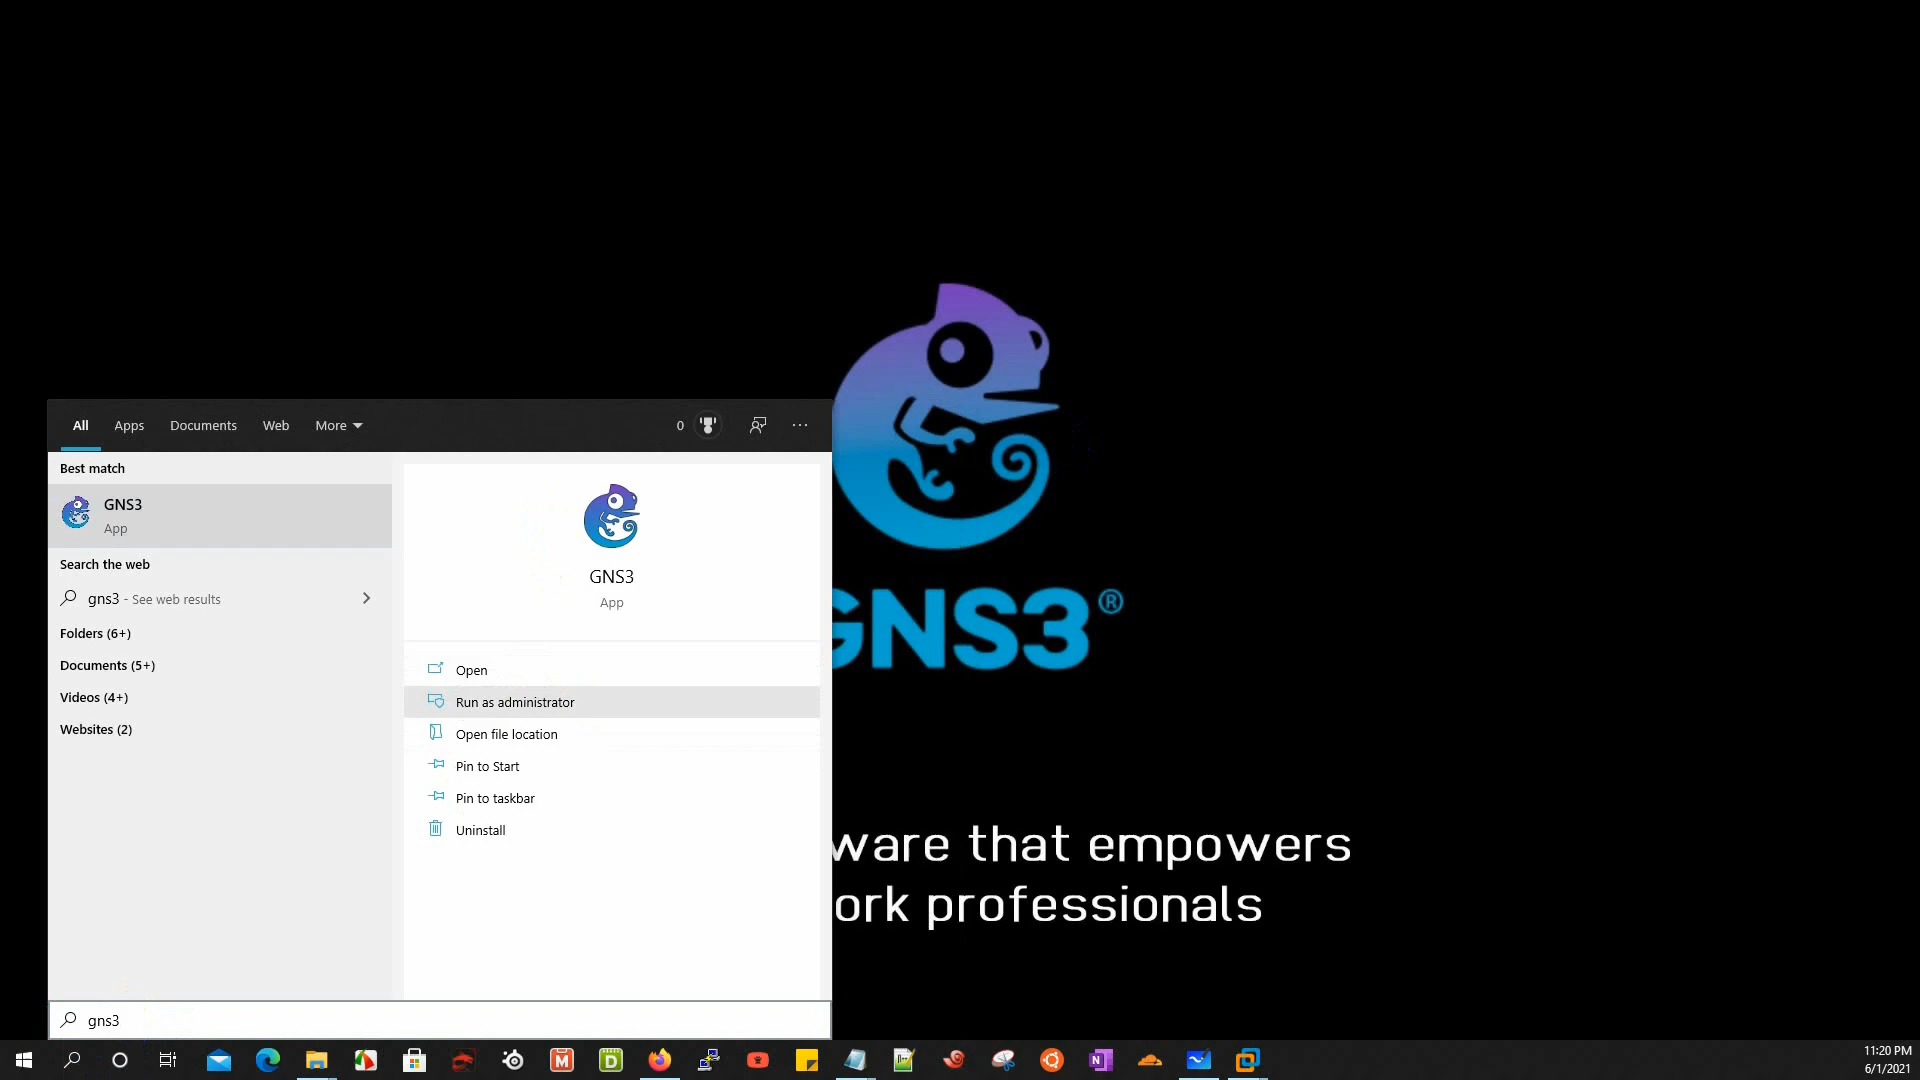 GNS3®
ware that empowers
ork professionals
All Apps Documents Web More 0 ...
Best match
GNS3
App
Search the web
gns3 - See web results
Folders (6+)
Documents (5+)
Videos (4+)
Websites (2)
GNS3
App
Open
Run as administrator
Open file location
Pin to Start
Pin to taskbar
Uninstall
gns3
M
D
N
11:20 PM
6/1/2021